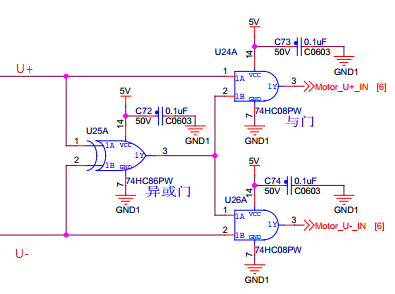 5V
C73
0.1uF
U24A
50V
C0603
14
GND1
U+
1
1A
VCC
1Y
3
Motor_U+_IN
[6]
2
1B
GND
5V
7
74HC08PW
GND1
与门
C72
0.1uF
14
50V
C0603
U25A
GND1
1
1A
VCC
1Y
3
2
1B
GND
7
74HC86PW
异或门
GND1
5V
C74
0.1uF
14
50V
C0603
U26A
GND1
1
1A
VCC
1Y
3
Motor_U-_IN
[6]
2
1B
GND
U-
7
74HC08PW
GND1